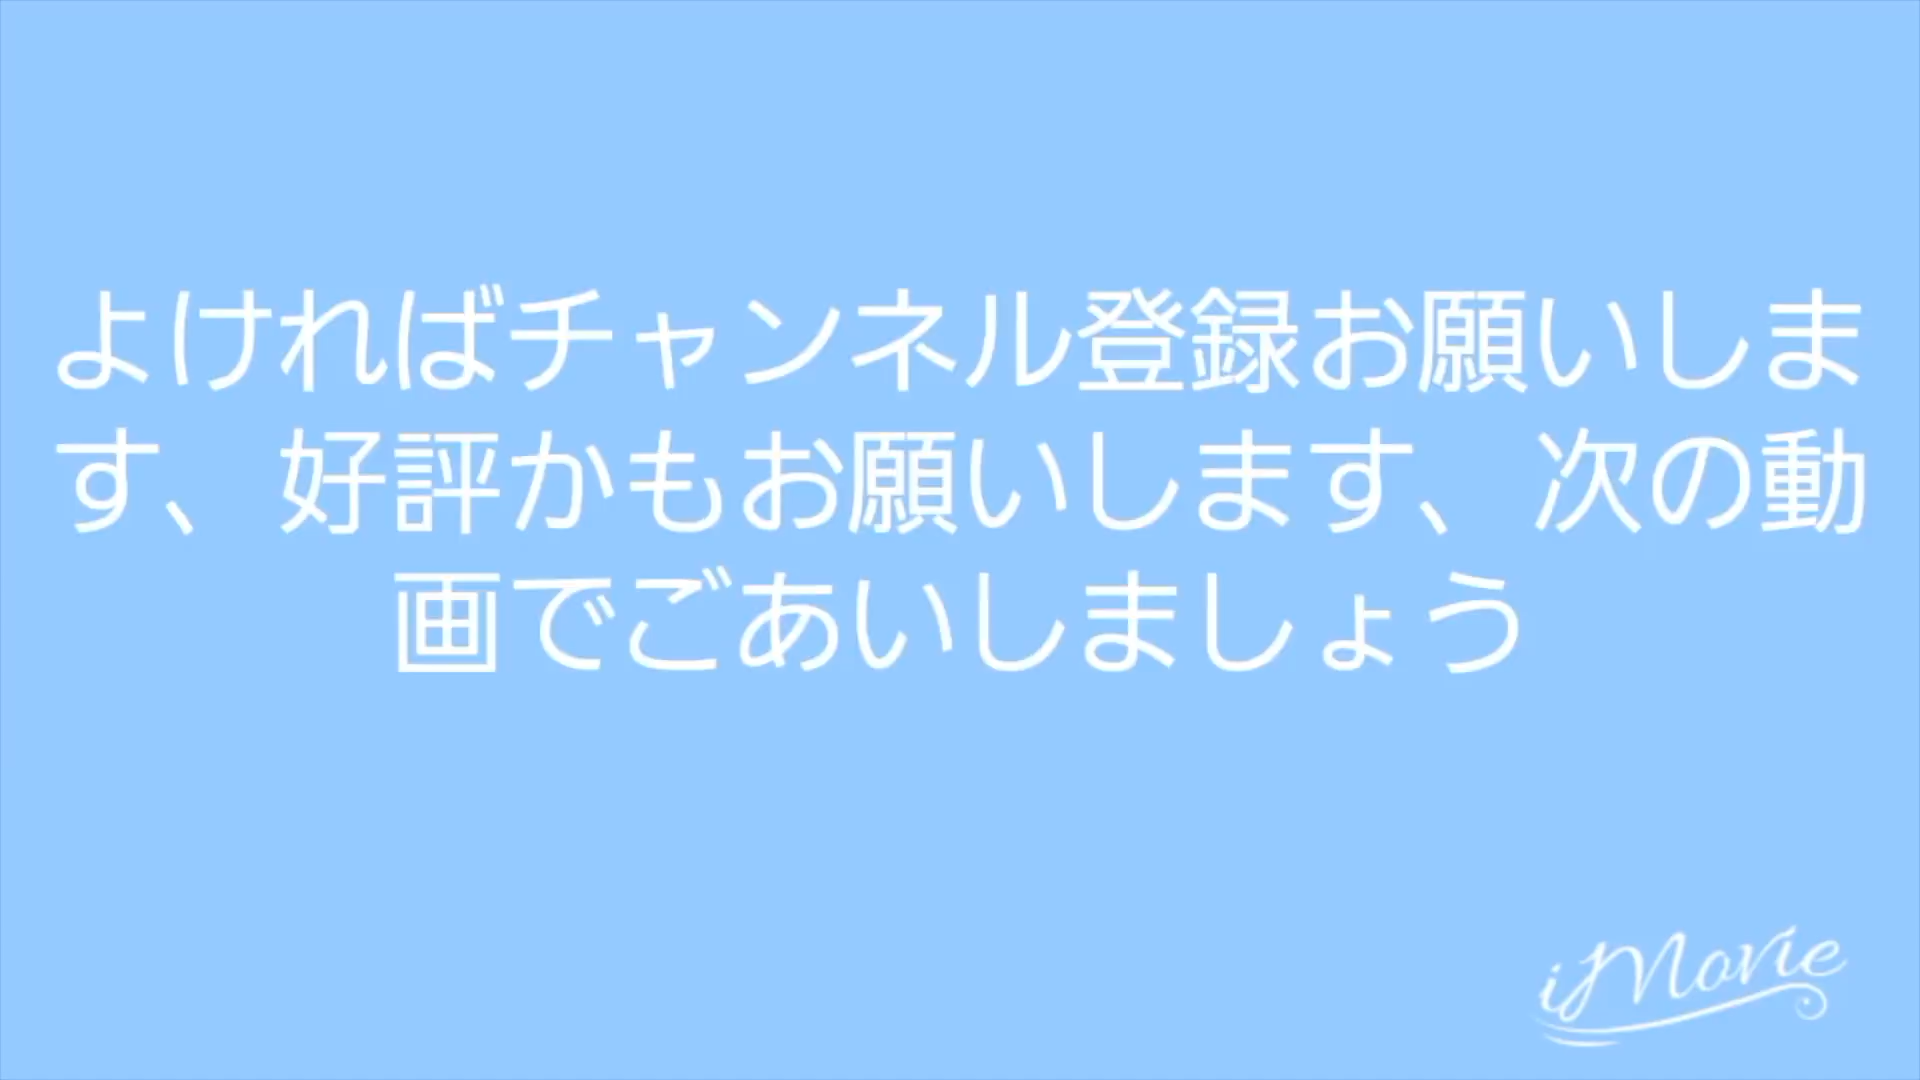 よければチャンネル登録お願いしま
す、好評かもお願いします、次の動
画でごあいしましょう
iMovie